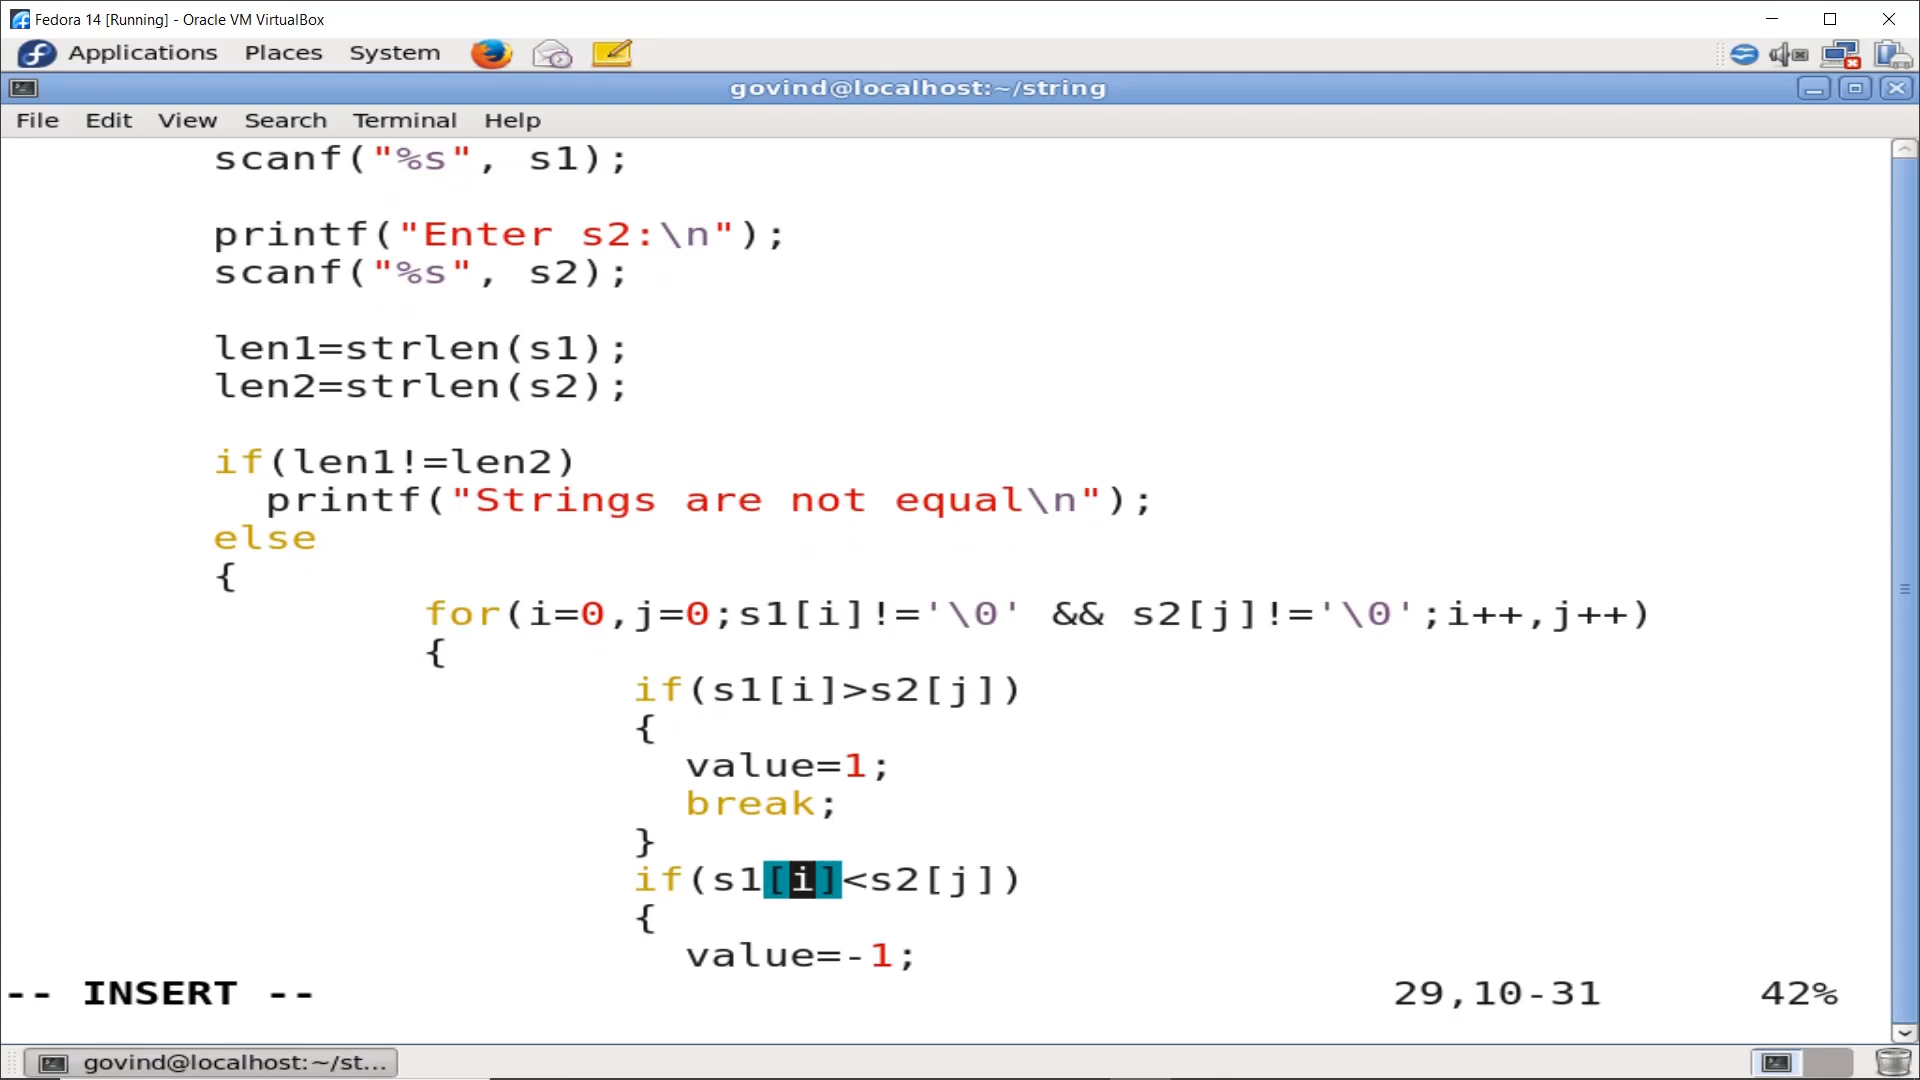 Fedora 14 [Running] - Oracle VM VirtualBox
Applications Places System
govind@localhost:~/string
File Edit View Search Terminal Help
scanf("%s", s1);
printf("Enter s2:\n");
scanf("%s", s2);
len1=strlen(s1);
len2=strlen(s2);
if(len1!=len2)
printf("Strings are not equal\n");
else
{
for(i=0,j=0;s1[i]!='\0' && s2[j]!='\0';i++,j++)
{
if(s1[i]>s2[j])
{
value=1;
break;
}
if(s1[i]<s2[j])
{
value=-1;
-- INSERT -- 29,10-31 42%
govind@localhost:~/st...